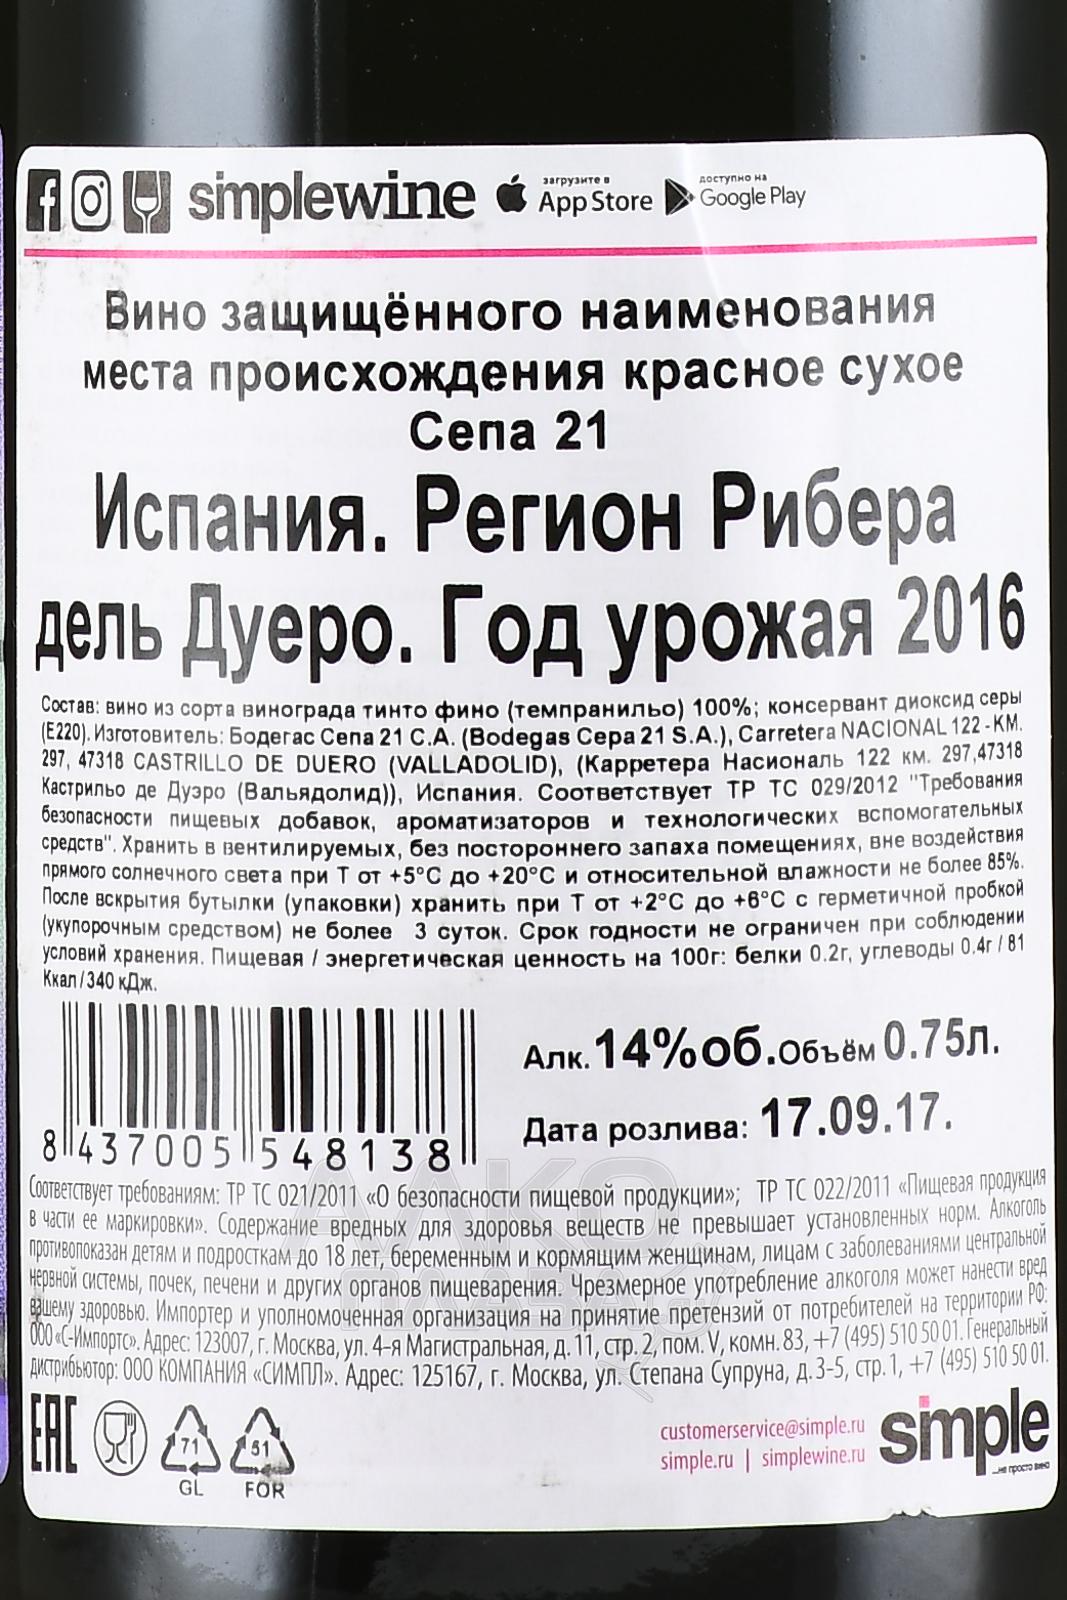 simplewine загрузите в App Store доступно на Google Play
Вино защищённого наименования
места происхождения красное сухое
Сепа 21
Испания. Регион Рибера
дель Дуеро. Год урожая 2016
Состав: вино из сорта винограда тинто фино (темпранильо) 100%; консервант диоксид серы
(E220). Изготовитель: Бодегас Сепа 21 С.А. (Bodegas Cepa 21 S.A.), Carretera NACIONAL 122 - KM.
297, 47318 CASTRILLO DE DUERO (VALLADOLID), (Карретера Насиональ 122 км. 297,47318
Кастрильо де Дуэро (Вальядолид)), Испания. Соответствует ТР ТС 029/2012 "Требования
безопасности пищевых добавок, ароматизаторов и технологических вспомогательных
средств". Хранить в вентилируемых, без постороннего запаха помещениях, вне воздействия
прямого солнечного света при Т от +5°С до +20°С и относительной влажности не более 85%.
После вскрытия бутылки (упаковки) хранить при Т от +2°С до +6°С с герметичной пробкой
(укупорочным средством) не более 3 суток. Срок годности не ограничен при соблюдении
условий хранения. Пищевая / энергетическая ценность на 100г: белки 0.2г, углеводы 0.4г / 81
Ккал/340 кДж.
Алк. 14%об. Объём 0.75л.
Дата розлива: 17.09.17.
8 437005 548138
Соответствует требованиям: ТР ТС 021/2011 «О безопасности пищевой продукции»; ТР ТС 022/2011 «Пищевая продукция
в части ее маркировки». Содержание вредных для здоровья веществ не превышает установленных норм. Алкоголь
противопоказан детям и подросткам до 18 лет, беременным и кормящим женщинам, лицам с заболеваниями центральной
нервной системы, почек, печени и других органов пищеварения. Чрезмерное употребление алкоголя может нанести вред
вашему здоровью. Импортер и уполномоченная организация на принятие претензий от потребителей на территории РФ:
ООО «С-Импортс». Адрес: 123007, г. Москва, ул. 4-я Магистральная, д. 11, стр. 2, пом. V, комн. 83, +7 (495) 510 50 01. Генеральный
дистрибьютор: ООО КОМПАНИЯ «СИМПЛ». Адрес: 125167, г. Москва, ул. Степана Супруна, д. 3-5, стр. 1, +7 (495) 510 50 01.
EAC
71
GL
51
FOR
customerservice@simple.ru
simple.ru | simplewine.ru
simple
...не просто вино
АЛКО
ПЛАЗА